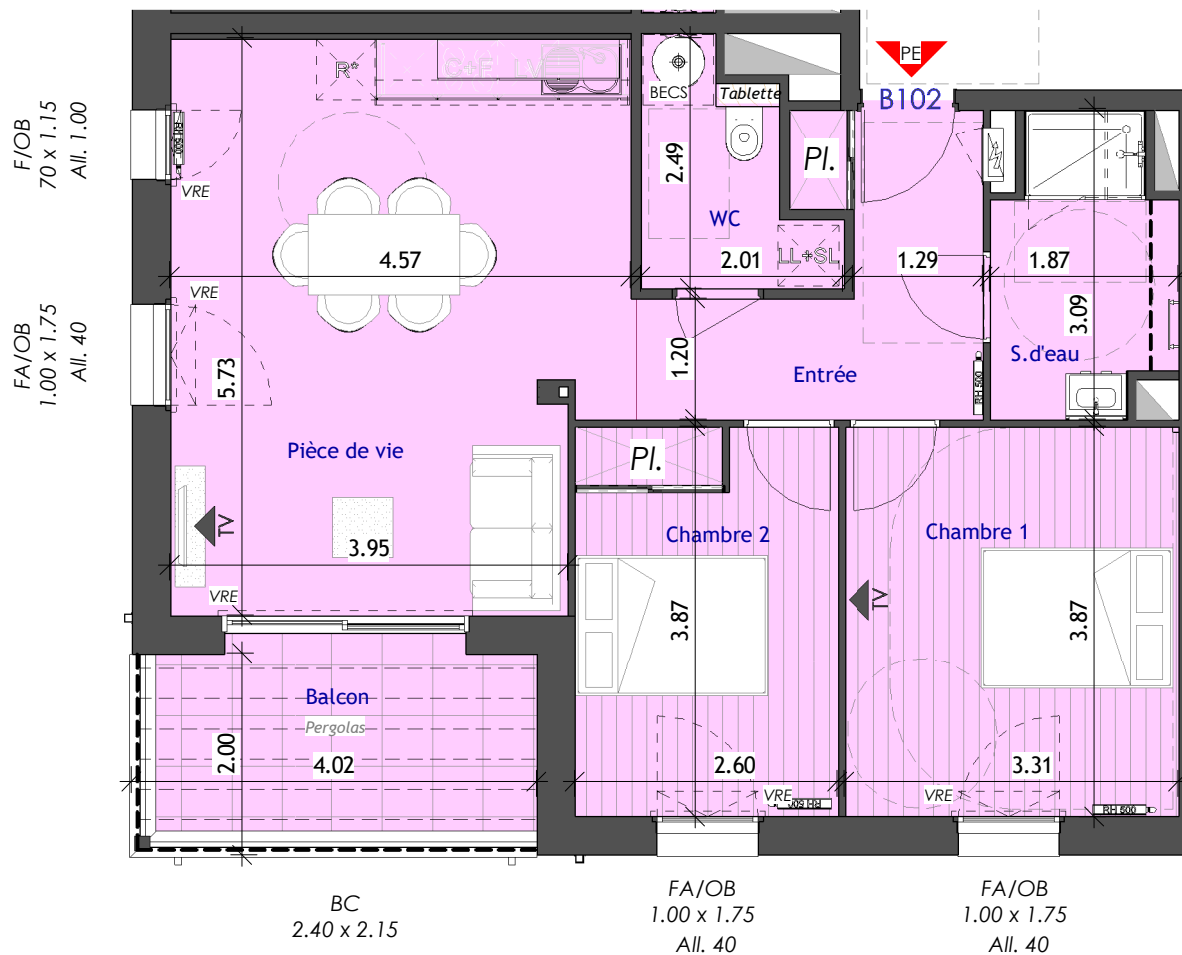 PE
B102
R*
C+F
LV
BECS
Tablette
Pl.
F/OB
70 x 1.15
All. 1.00
RH 500
VRE
2.49
WC
4.57
2.01
LL+SL
1.29
1.87
3.09
S.d'eau
FA/OB
1.00 x 1.75
All. 40
VRE
5.73
1.20
Entrée
RH 500
Pièce de vie
Pl.
TV
3.95
Chambre 2
Chambre 1
TV
VRE
3.87
3.87
Balcon
Pergolas
2.00
4.02
2.60
3.31
VRE
RH 500
VRE
RH 500
BC
2.40 x 2.15
FA/OB
1.00 x 1.75
All. 40
FA/OB
1.00 x 1.75
All. 40